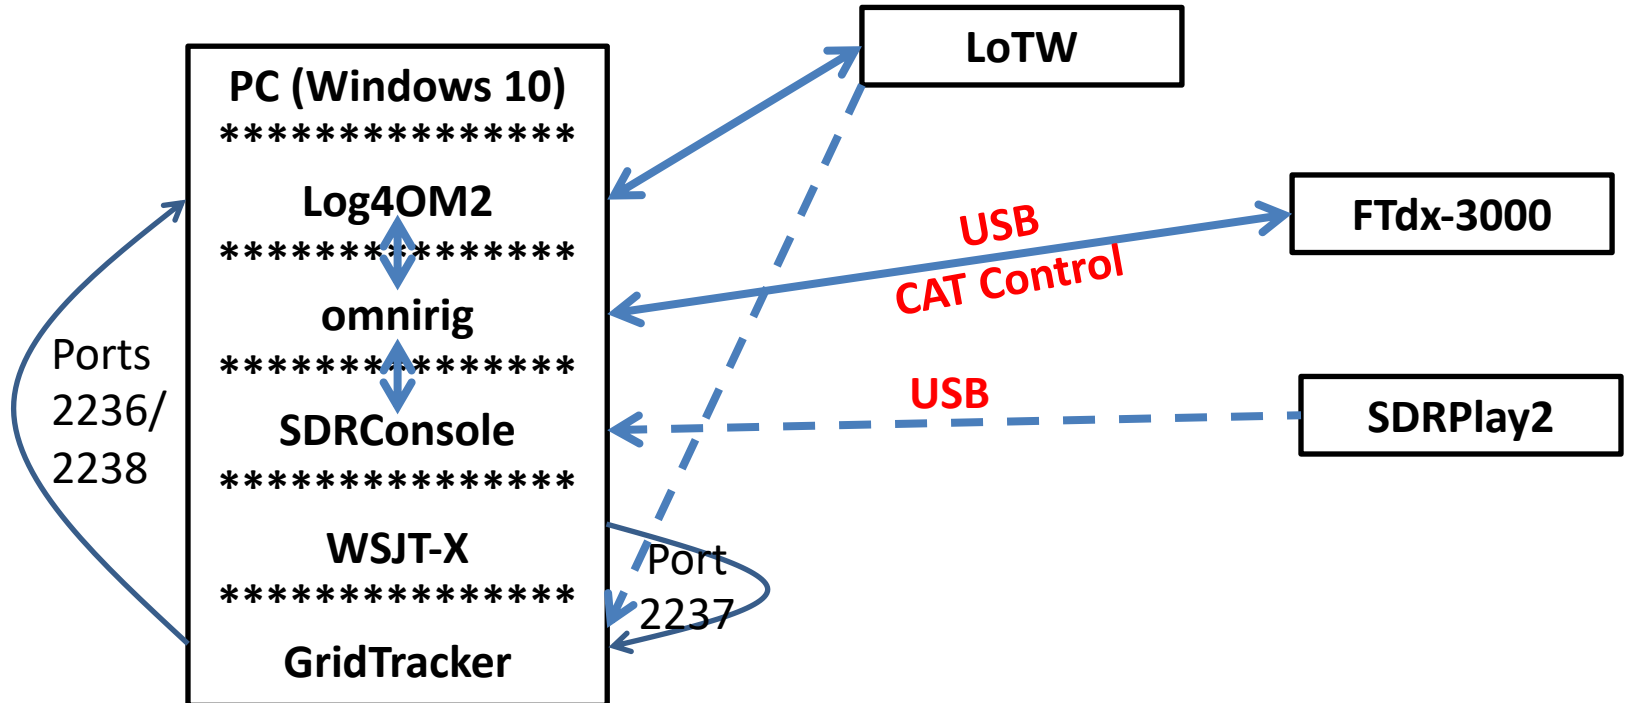 LoTW
PC (Windows 10)
***************
Log4OM2
***************
omnirig
***************
SDRConsole
***************
WSJT-X
***************
GridTracker
Ports
2236/
2238
Port
2237
USB
CAT Control
FTdx-3000
USB
SDRPlay2